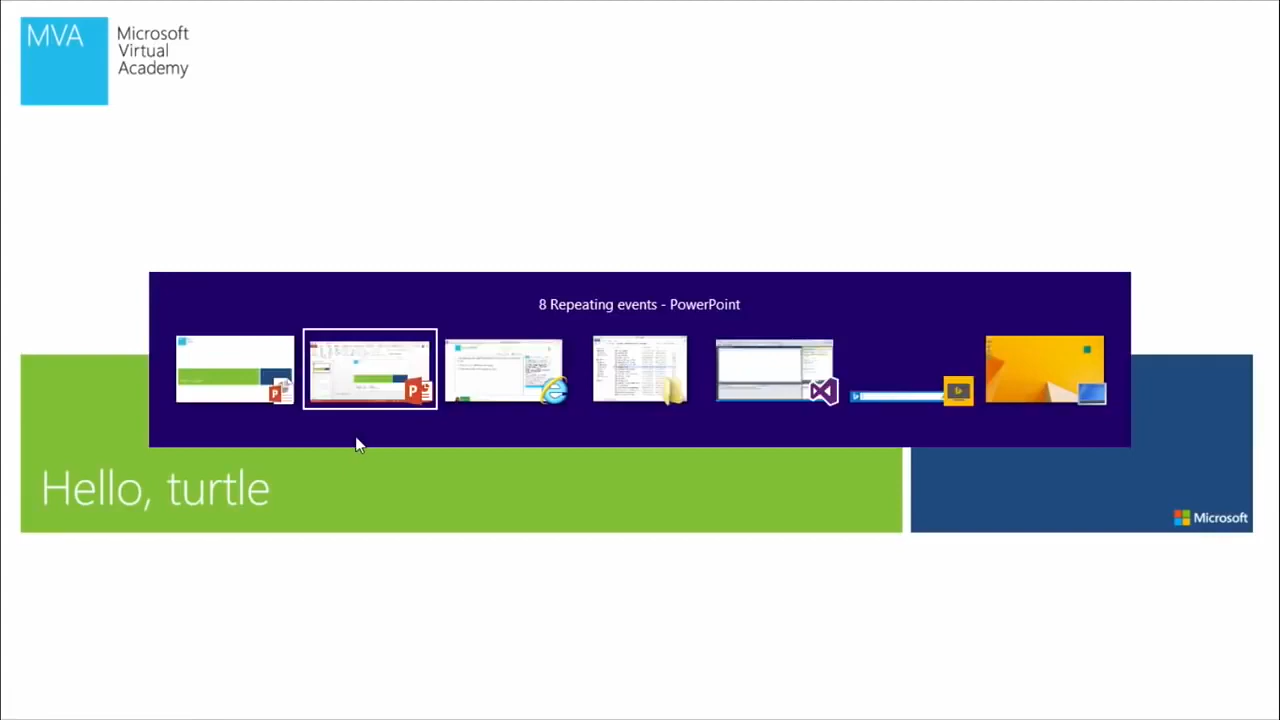 MVA
Microsoft
Virtual
Academy
8 Repeating events - PowerPoint
Hello, turtle
Microsoft